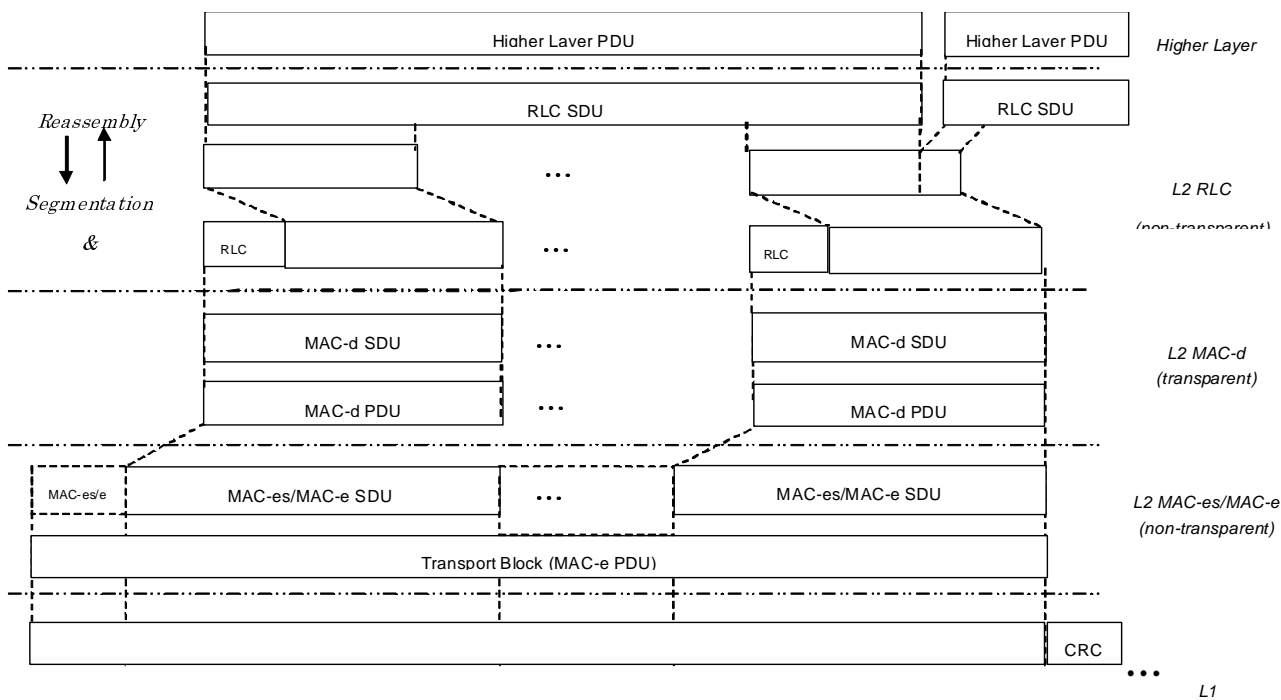 Higher Layer PDU
Higher Layer PDU
Higher Layer
RLC SDU
RLC SDU
Reassembly
...
Segmentation
&
L2 RLC
(non-transparent)
RLC
...
RLC
MAC-d SDU
...
MAC-d SDU
L2 MAC-d
(transparent)
MAC-d PDU
...
MAC-d PDU
MAC-es/e
MAC-es/MAC-e SDU
...
MAC-es/MAC-e SDU
L2 MAC-es/MAC-e
(non-transparent)
Transport Block (MAC-e PDU)
CRC
...
L1